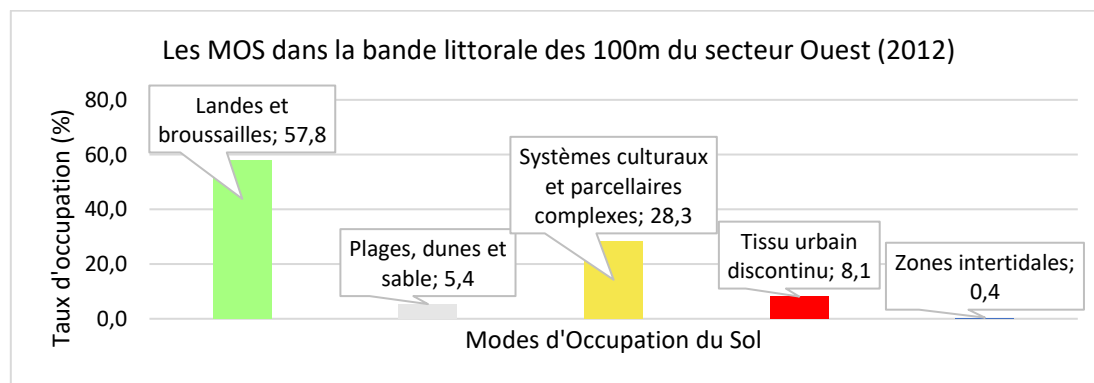 Les MOS dans la bande littorale des 100m du secteur Ouest (2012)
Taux d'occupation (%)
80,0
60,0
40,0
20,0
0,0
Landes et
broussailles; 57,8
Plages, dunes et
sable; 5,4
Systèmes culturaux
et parcellaires
complexes; 28,3
Tissu urbain
discontinu; 8,1
Zones intertidales;
0,4
Modes d'Occupation du Sol